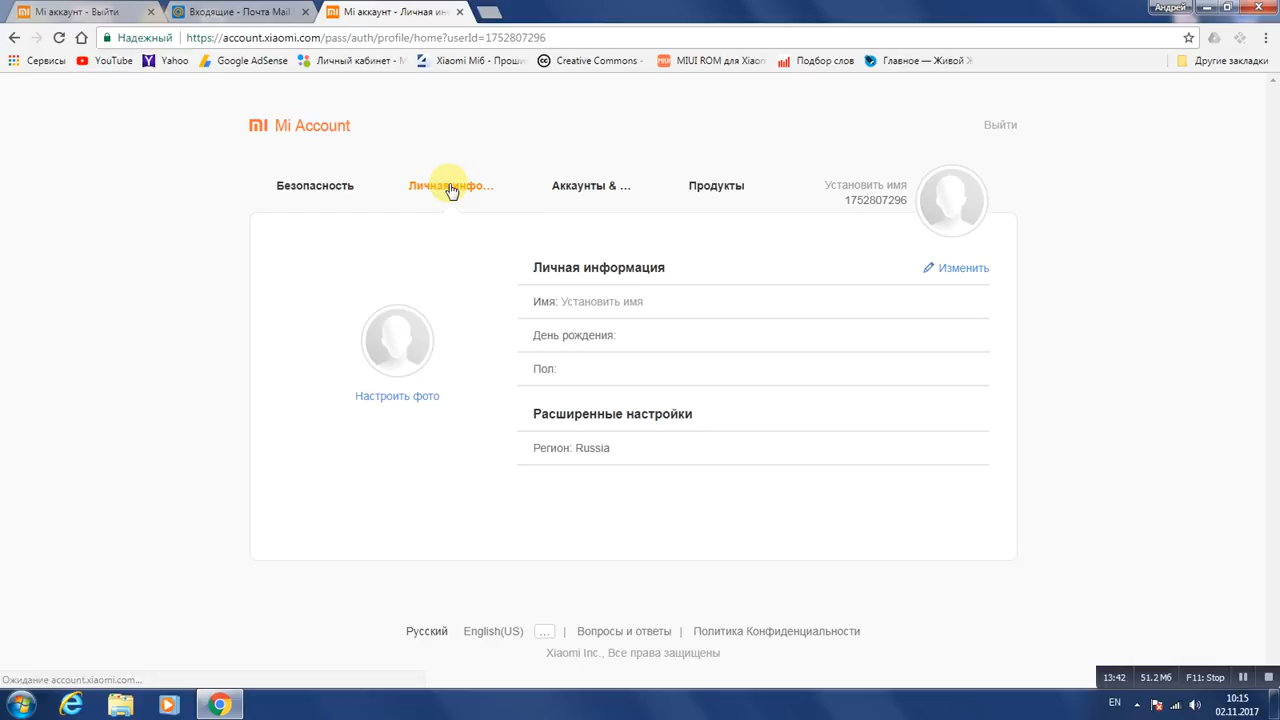 Mi аккаунт - Выйти
Входящие - Почта Mail
Mi аккаунт - Личная ин
Андрей
Надежный
https://account.xiaomi.com/pass/auth/profile/home?userId=1752807296
Сервисы
YouTube
Yahoo
Google AdSense
Личный кабинет -
Xiaomi Mi6 - Проши
Creative Commons -
MIUI ROM для Xiaon
Подбор слов
Главное — Живой Ж
Другие закладки
mi Mi Account
Выйти
Безопасность
Личная инфо...
Аккаунты & ...
Продукты
Установить имя
1752807296
Личная информация
Изменить
Имя: Установить имя
День рождения:
Пол:
Настроить фото
Расширенные настройки
Регион: Russia
Русский English(US) ... | Вопросы и ответы | Политика Конфиденциальности
Xiaomi Inc., Все права защищены
Ожидание account.xiaomi.com...
13:42 51.2 Мб F11: Stop
EN
10:15
02.11.2017